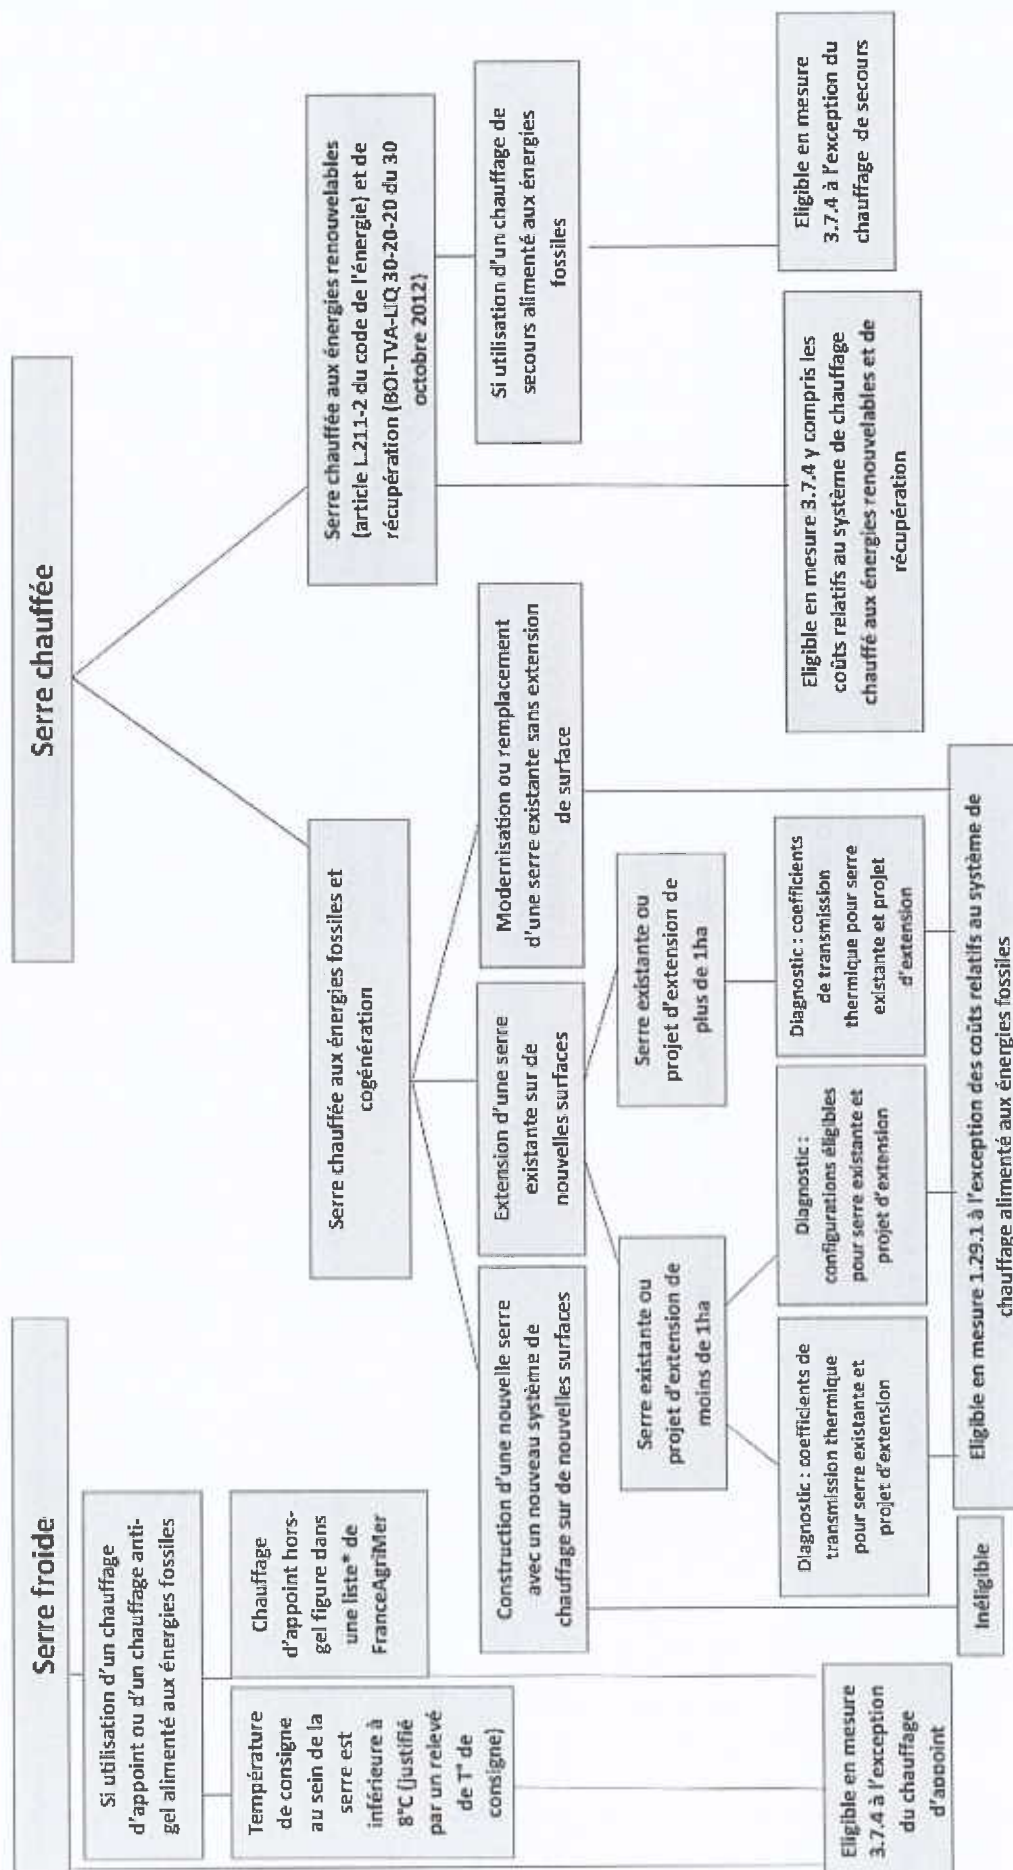 Serre froide
Si utilisation d'un chauffage
d'appoint ou d'un chauffage anti-
gel alimenté aux énergies fossiles
Température
de consigne
au sein de la
serre est
inférieure à
8°C (justifié
par un relevé
de T° de
consigne)
Chauffage
d'appoint hors-
gel figure dans
une liste* de
FranceAgriMer
Eligible en mesure
3.7.4 à l'exception
du chauffage
d'appoint
Serre chauffée
Serre chauffée aux énergies fossiles et
cogénération
Construction d'une nouvelle serre
avec un nouveau système de
chauffage sur de nouvelles surfaces
Extension d'une serre
existante sur de
nouvelles surfaces
Modernisation ou remplacement
d'une serre existante sans extension
de surface
Serre existante ou
projet d'extension de
moins de 1ha
Serre existante ou
projet d'extension de
plus de 1ha
Diagnostic : coefficients de
transmission thermique
pour serre existante et
projet d'extension
Diagnostic :
configurations éligibles
pour serre existante et
projet d'extension
Diagnostic : coefficients
de transmission
thermique pour serre
existante et projet
d'extension
Inéligible
Eligible en mesure 1.29.1 à l'exception des coûts relatifs au système de
chauffage alimenté aux énergies fossiles
Serre chauffée aux énergies renouvelables
(article L.211-2 du code de l'énergie) et de
récupération (BOI-TVA-LIQ 30-20-20 du 30
octobre 2012)
Si utilisation d'un chauffage de
secours alimenté aux énergies
fossiles
Eligible en mesure 3.7.4 y compris les
coûts relatifs au système de chauffage
chauffé aux énergies renouvelables et de
récupération
Eligible en mesure
3.7.4 à l'exception du
chauffage de secours